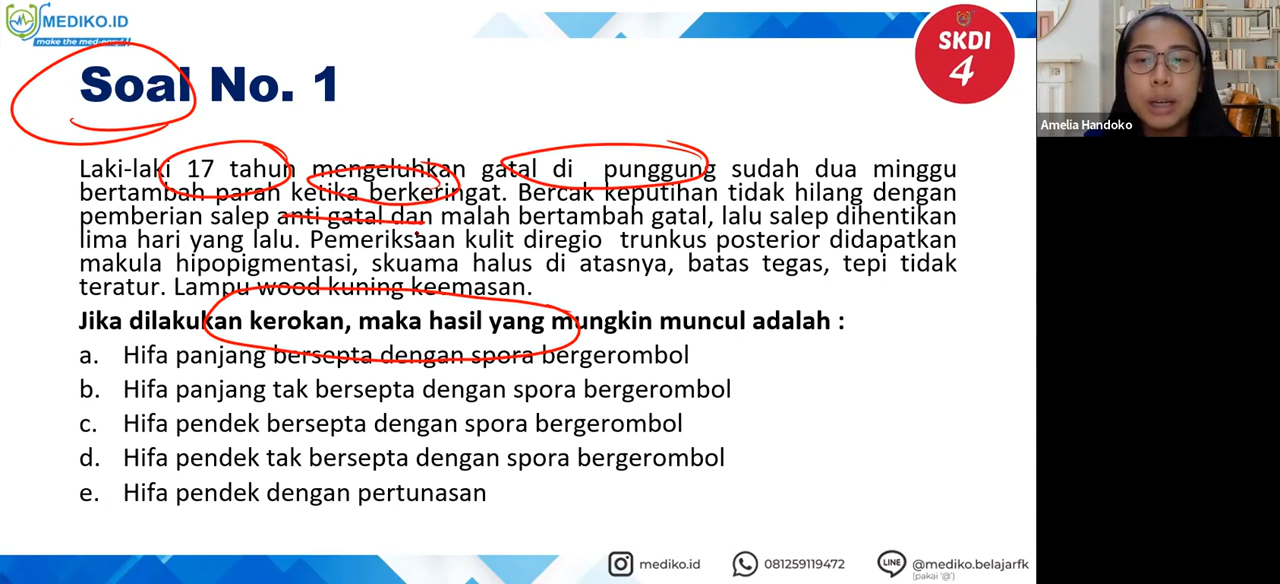 MEDIKO.ID
make the med-easy!!
SKDI
4
Soal No. 1
Amelia Handoko
Laki-laki 17 tahun mengeluhkan gatal di punggung sudah dua minggu
bertambah parah ketika berkeringat. Bercak keputihan tidak hilang dengan
pemberian salep anti gatal dan malah bertambah gatal, lalu salep dihentikan
lima hari yang lalu. Pemeriksaan kulit diregio trunkus posterior didapatkan
makula hipopigmentasi, skuama halus di atasnya, batas tegas, tepi tidak
teratur. Lampu wood kuning keemasan.
Jika dilakukan kerokan, maka hasil yang mungkin muncul adalah :
a. Hifa panjang bersepta dengan spora bergerombol
b. Hifa panjang tak bersepta dengan spora bergerombol
c. Hifa pendek bersepta dengan spora bergerombol
d. Hifa pendek tak bersepta dengan spora bergerombol
e. Hifa pendek dengan pertunasan
mediko.id
081259119472
LINE
@mediko.belajarfk
(pakai '@')